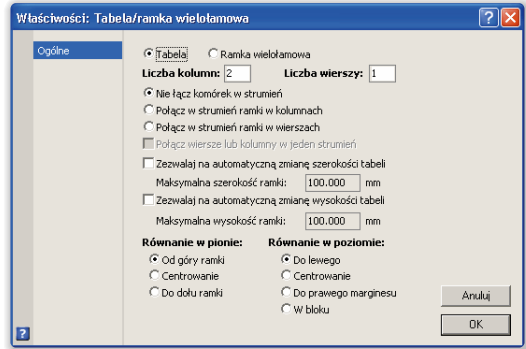 Właściwości: Tabela/ramka wielołamowa
Ogólne
Tabela Ramka wielołamowa
Liczba kolumn: 2 Liczba wierszy: 1
Nie łącz komórek w strumień
Połącz w strumień ramki w kolumnach
Połącz w strumień ramki w wierszach
Połącz wiersze lub kolumny w jeden strumień
Zezwalaj na automatyczną zmianę szerokości tabeli
Maksymalna szerokość ramki: 100.000 mm
Zezwalaj na automatyczną zmianę wysokości tabeli
Maksymalna wysokość ramki: 100.000 mm
Równanie w pionie: Równanie w poziomie:
Od góry ramki Do lewego
Centrowanie Centrowanie
Do dołu ramki Do prawego marginesu
W bloku
Anuluj
OK